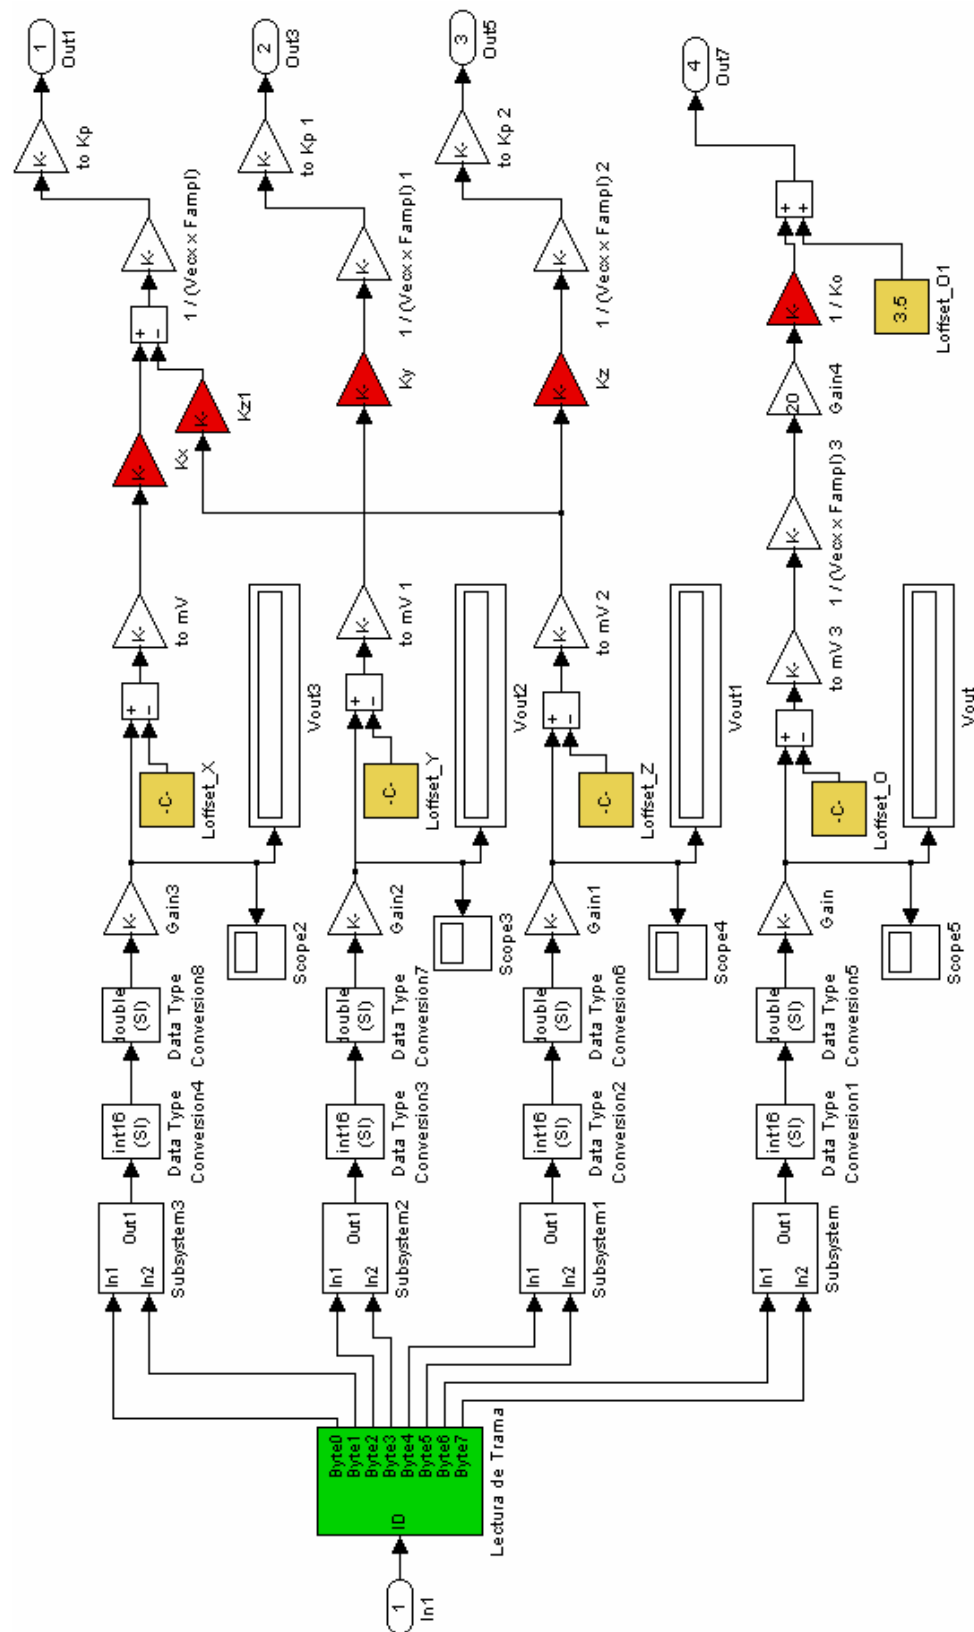 1
In1
ID
Byte0
Byte1
Byte2
Byte3
Byte4
Byte5
Byte6
Byte7
Lectura de Trama
In1
In2
Out1
Subsystem3
int16
(SI)
Data Type
Conversion4
double
(SI)
Data Type
Conversion8
K-
Gain3
Scope2
Vout3
-C-
Loffset_X
+
−
K-
to mV
K-
Kx
K-
Kz1
+
−
K-
1 / (Vecx x Fampl)
K-
to Kp
1
Out1
In1
In2
Out1
Subsystem2
int16
(SI)
Data Type
Conversion3
double
(SI)
Data Type
Conversion7
K-
Gain2
Scope3
Vout2
-C-
Loffset_Y
+
−
K-
to mV 1
K-
Ky
K-
1 / (Vecx x Fampl) 1
K-
to Kp 1
2
Out3
In1
In2
Out1
Subsystem1
int16
(SI)
Data Type
Conversion2
double
(SI)
Data Type
Conversion6
K-
Gain1
Scope4
Vout1
-C-
Loffset_Z
+
−
K-
to mV 2
K-
Kz
K-
1 / (Vecx x Fampl) 2
K-
to Kp 2
3
Out5
In1
In2
Out1
Subsystem
int16
(SI)
Data Type
Conversion1
double
(SI)
Data Type
Conversion5
K-
Gain
Scope5
Vout
-C-
Loffset_O
+
−
K-
to mV 3
K-
1 / (Vecx x Fampl) 3
20
Gain4
K-
1 / Ko
3.5
Loffset_O1
+
+
4
Out7